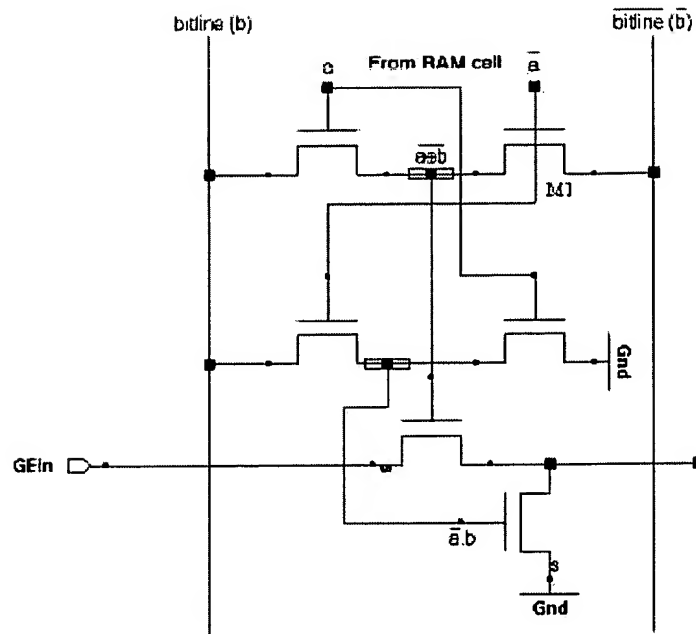 bitline (b)
bitline (b̅)
From RAM cell
a̅
M1
Gnd
GEin
a̅.b
s
Gnd